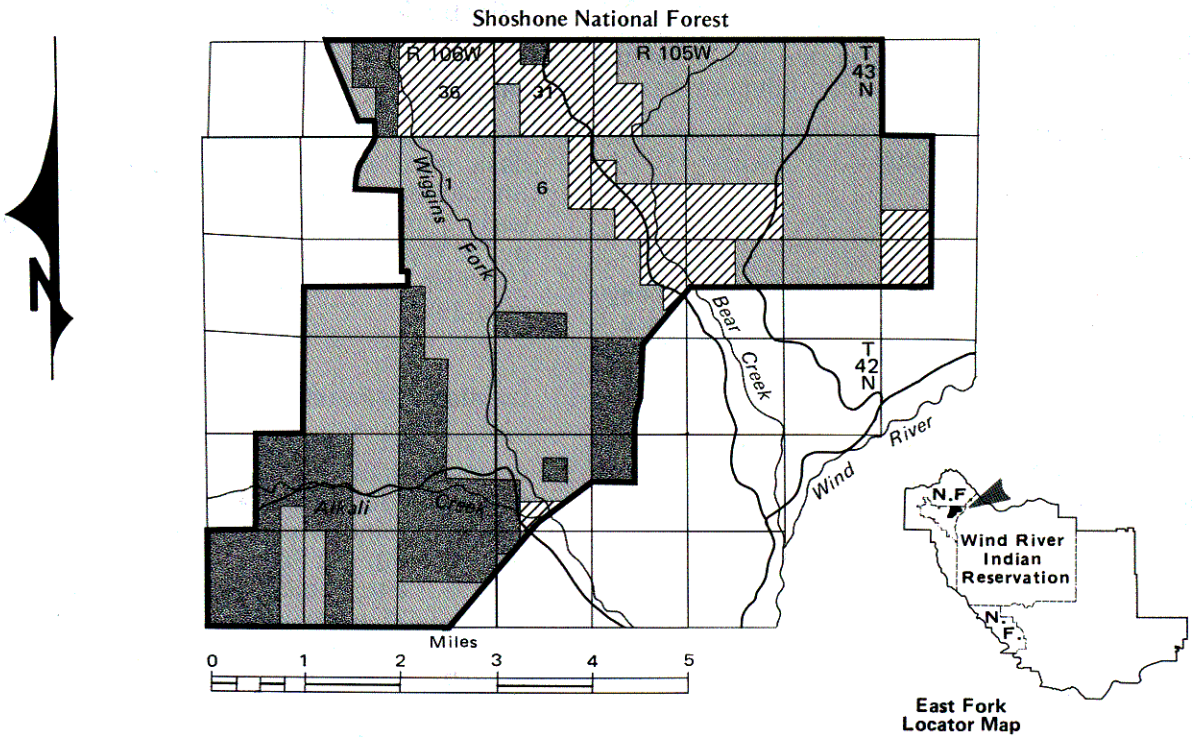 Shoshone National Forest
R 106W
R 105W
T
43
N
36
31
Wiggins
Fork
1
6
N
Bear
Creek
T
42
N
River
Wind
Alkali
Creek
N.F.
Wind River
Indian
Reservation
N.
F.
Miles
0 1 2 3 4 5
East Fork
Locator Map